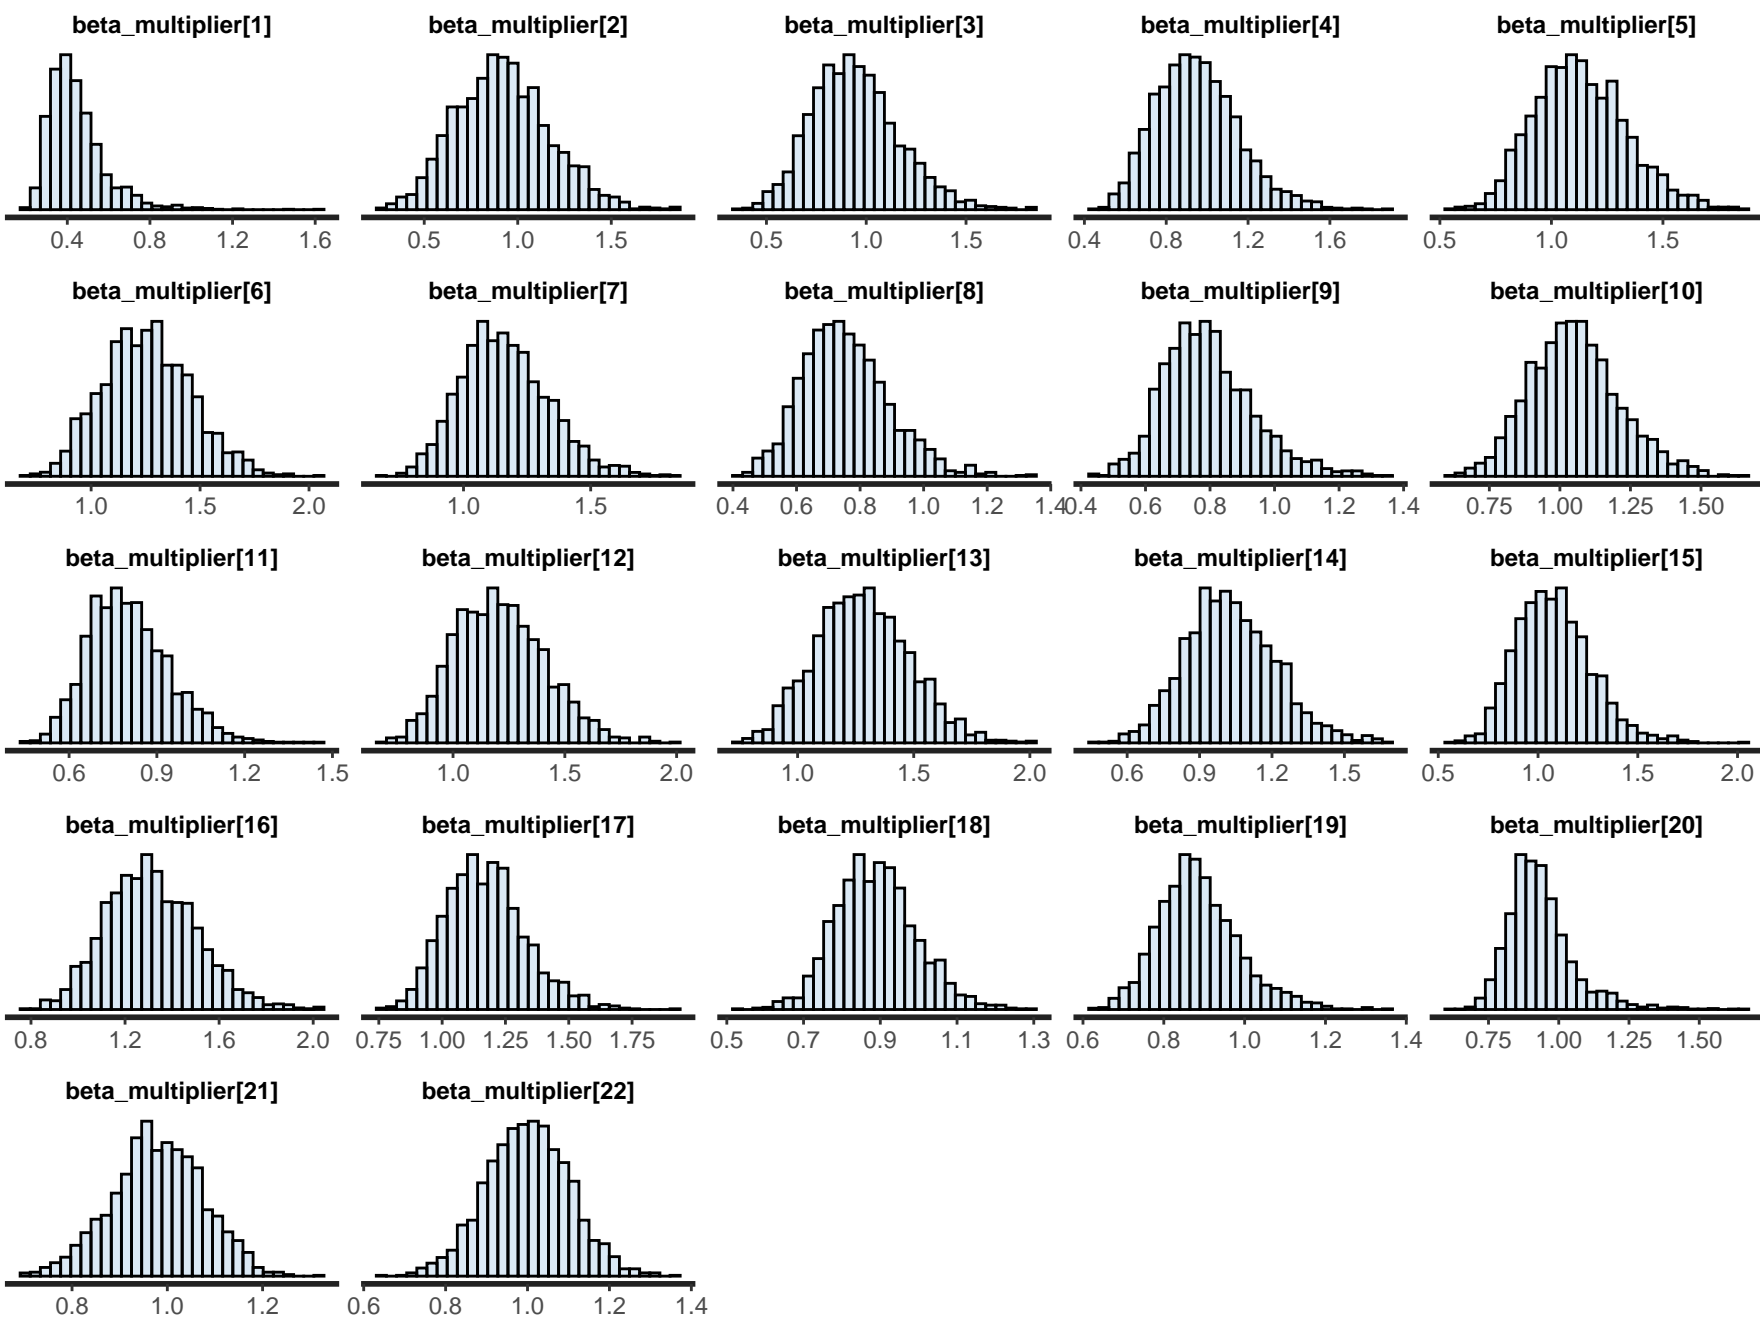 beta_multiplier[1] beta_multiplier[2] beta_multiplier[3] beta_multiplier[4] beta_multiplier[5]
0.4 0.8 1.2 1.6 0.5 1.0 1.5 0.5 1.0 1.5 0.4 0.8 1.2 1.6 0.5 1.0 1.5
beta_multiplier[6] beta_multiplier[7] beta_multiplier[8] beta_multiplier[9] beta_multiplier[10]
1.0 1.5 2.0 1.0 1.5 0.4 0.6 0.8 1.0 1.2 1.4 0.4 0.6 0.8 1.0 1.2 1.4 0.75 1.00 1.25 1.50
beta_multiplier[11] beta_multiplier[12] beta_multiplier[13] beta_multiplier[14] beta_multiplier[15]
0.6 0.9 1.2 1.5 1.0 1.5 2.0 1.0 1.5 2.0 0.6 0.9 1.2 1.5 0.5 1.0 1.5 2.0
beta_multiplier[16] beta_multiplier[17] beta_multiplier[18] beta_multiplier[19] beta_multiplier[20]
0.8 1.2 1.6 2.0 0.75 1.00 1.25 1.50 1.75 0.5 0.7 0.9 1.1 1.3 0.6 0.8 1.0 1.2 1.4 0.75 1.00 1.25 1.50
beta_multiplier[21] beta_multiplier[22]
0.8 1.0 1.2 0.6 0.8 1.0 1.2 1.4